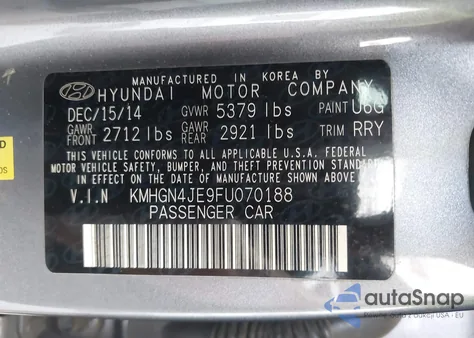 MANUFACTURED IN KOREA BY
HYUNDAI MOTOR COMPANY
DEC/15/14 GVWR 5379 lbs PAINT U6G
GAWR FRONT 2712 lbs GAWR REAR 2921 lbs TRIM RRY
THIS VEHICLE CONFORMS TO ALL APPLICABLE U.S.A. FEDERAL
MOTOR VEHICLE SAFETY, BUMPER, AND THEFT
PREVENTION STANDARDS IN EFFECT ON THE DATE OF
MANUFACTURE SHOWN ABOVE.
V.I.N KMHGN4JE9FU070188
PASSENGER CAR
D
OS
autoSnap